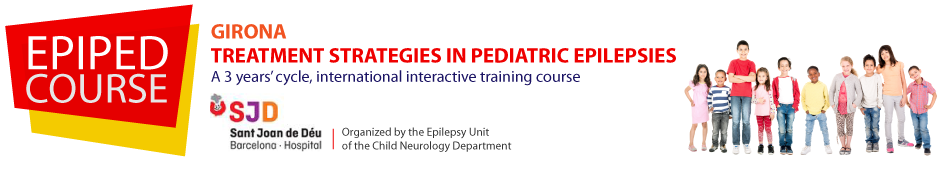 EPIPED
COURSE
GIRONA
TREATMENT STRATEGIES IN PEDIATRIC EPILEPSIES
A 3 years’ cycle, international interactive training course
SJD
Sant Joan de Déu
Barcelona · Hospital
Organized by the Epilepsy Unit
of the Child Neurology Department